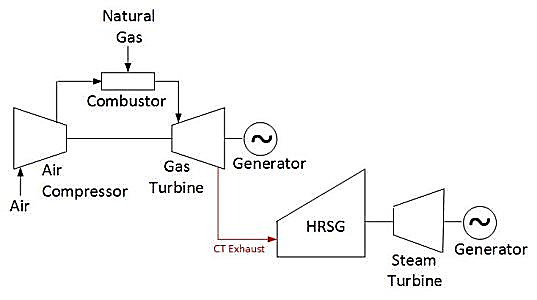 Natural
Gas
Combustor
Air
Compressor
Air
Gas
Turbine
Generator
~
CT Exhaust
HRSG
Steam
Turbine
Generator
~